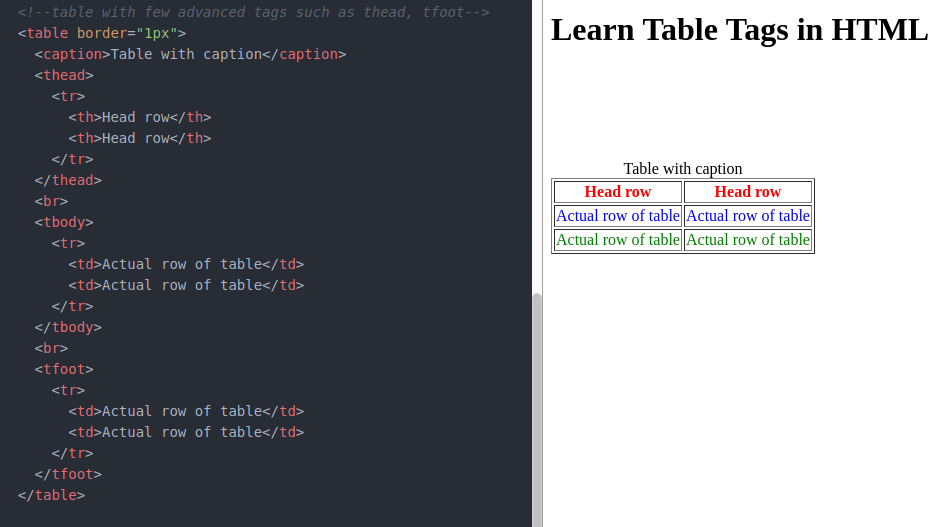 <!--table with few advanced tags such as thead, tfoot-->
<table border="1px">
<caption>Table with caption</caption>
<thead>
<tr>
<th>Head row</th>
<th>Head row</th>
</tr>
</thead>
<br>
<tbody>
<tr>
<td>Actual row of table</td>
<td>Actual row of table</td>
</tr>
</tbody>
<br>
<tfoot>
<tr>
<td>Actual row of table</td>
<td>Actual row of table</td>
</tr>
</tfoot>
</table>
Learn Table Tags in HTML
Table with caption
Head row Head row
Actual row of table Actual row of table
Actual row of table Actual row of table